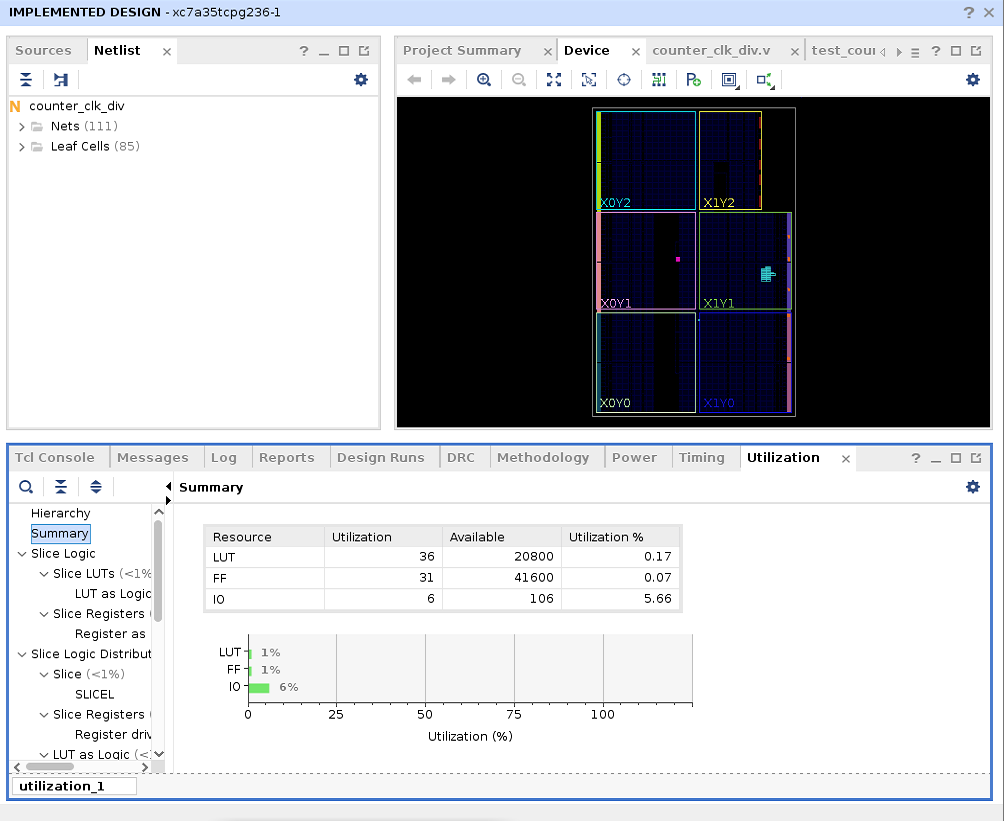 IMPLEMENTED DESIGN - xc7a35tcpg236-1
Sources
Netlist
counter_clk_div
Nets (111)
Leaf Cells (85)
Project Summary
Device
counter_clk_div.v
test_cour
X0Y2
X1Y2
X0Y1
X1Y1
X0Y0
X1Y0
Tcl Console
Messages
Log
Reports
Design Runs
DRC
Methodology
Power
Timing
Utilization
Summary
Hierarchy
Summary
Slice Logic
Slice LUTs (<1%
LUT as Logic
Slice Registers (
Register as
Slice Logic Distribut
Slice (<1%)
SLICEL
Slice Registers (
Register driv
LUT as Logic (<
Resource Utilization Available Utilization %
LUT 36 20800 0.17
FF 31 41600 0.07
IO 6 106 5.66
LUT 1%
FF 1%
IO 6%
0 25 50 75 100
Utilization (%)
utilization_1